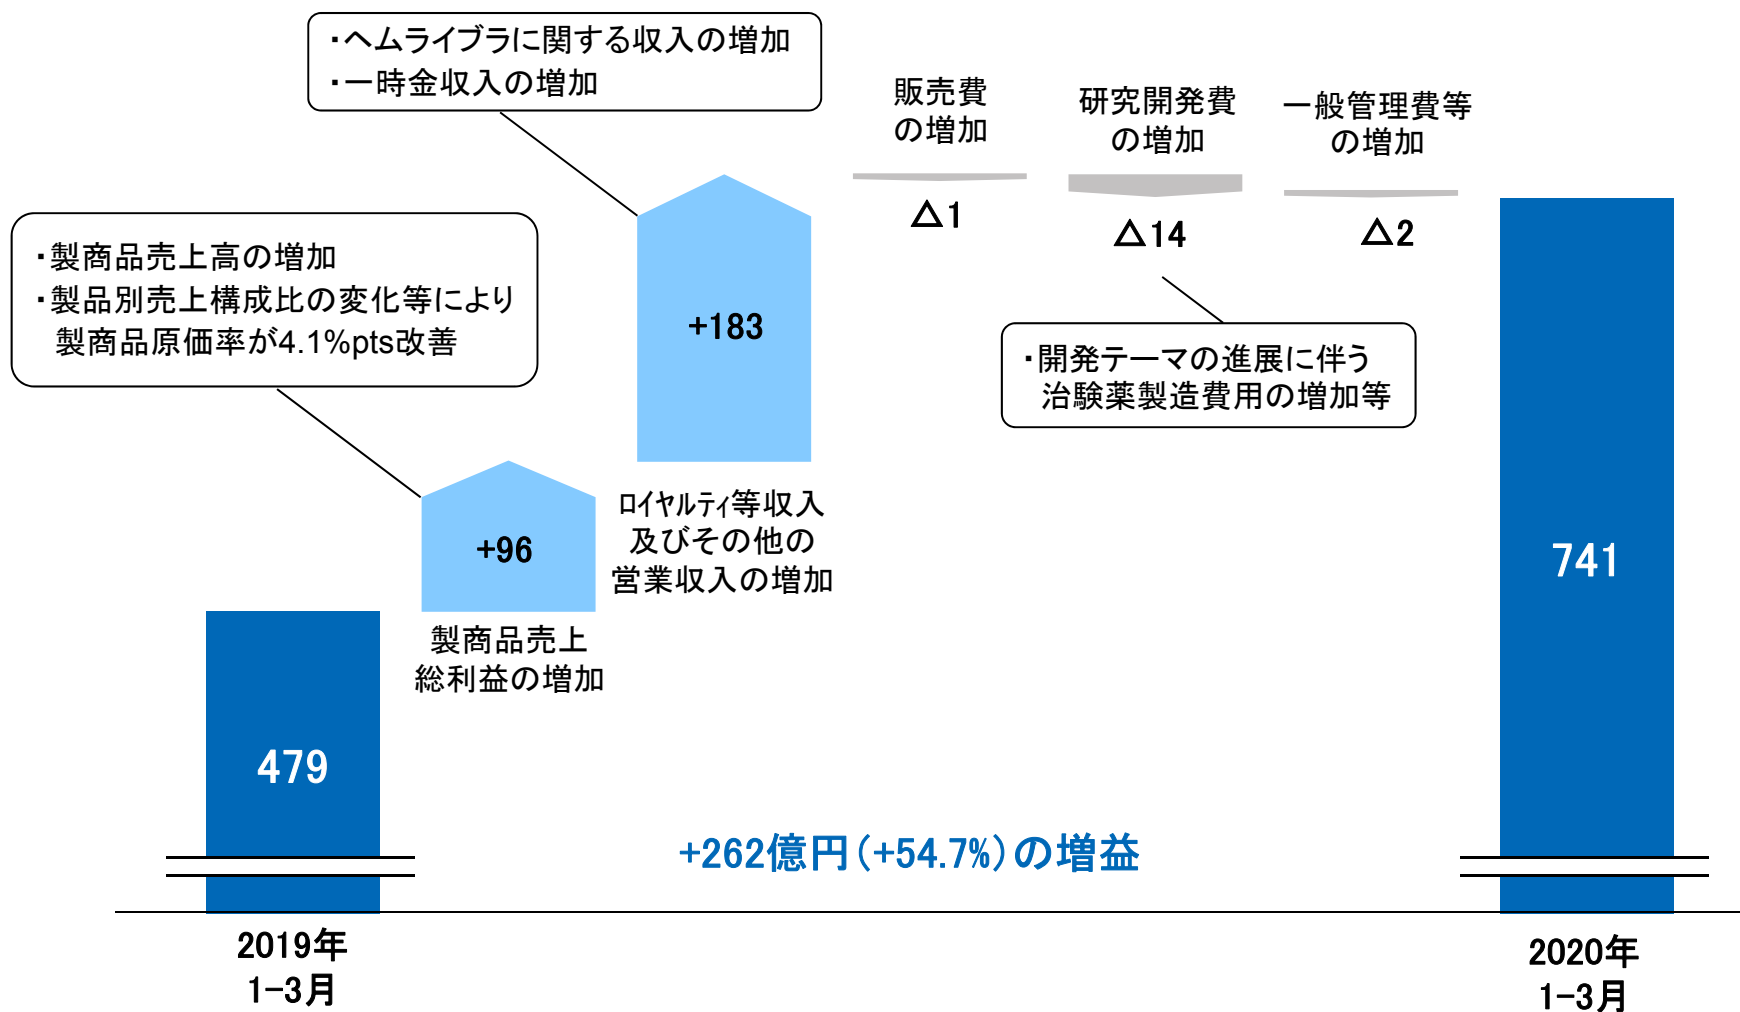 ・ヘムライブラに関する収入の増加
・一時金収入の増加
・製商品売上高の増加
・製品別売上構成比の変化等により
製商品原価率が4.1%pts改善
販売費
の増加
△1
研究開発費
の増加
△14
一般管理費等
の増加
△2
・開発テーマの進展に伴う
治験薬製造費用の増加等
+183
ロイヤルティ等収入
及びその他の
営業収入の増加
+96
製商品売上
総利益の増加
479
741
+262億円(+54.7%)の増益
2019年
1-3月
2020年
1-3月